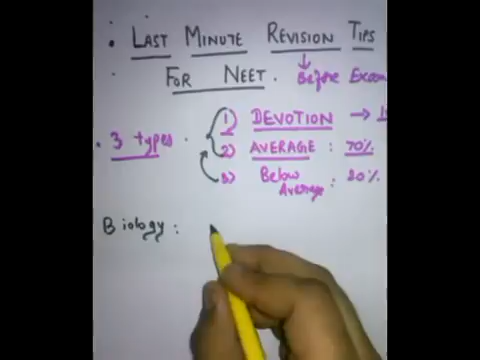 : LAST MINUTE REVISION TIPS
. FOR NEET. Before Exam
. 3 types. 1) DEVOTION →
2) AVERAGE : 70%
3) Below Average :
Biology :